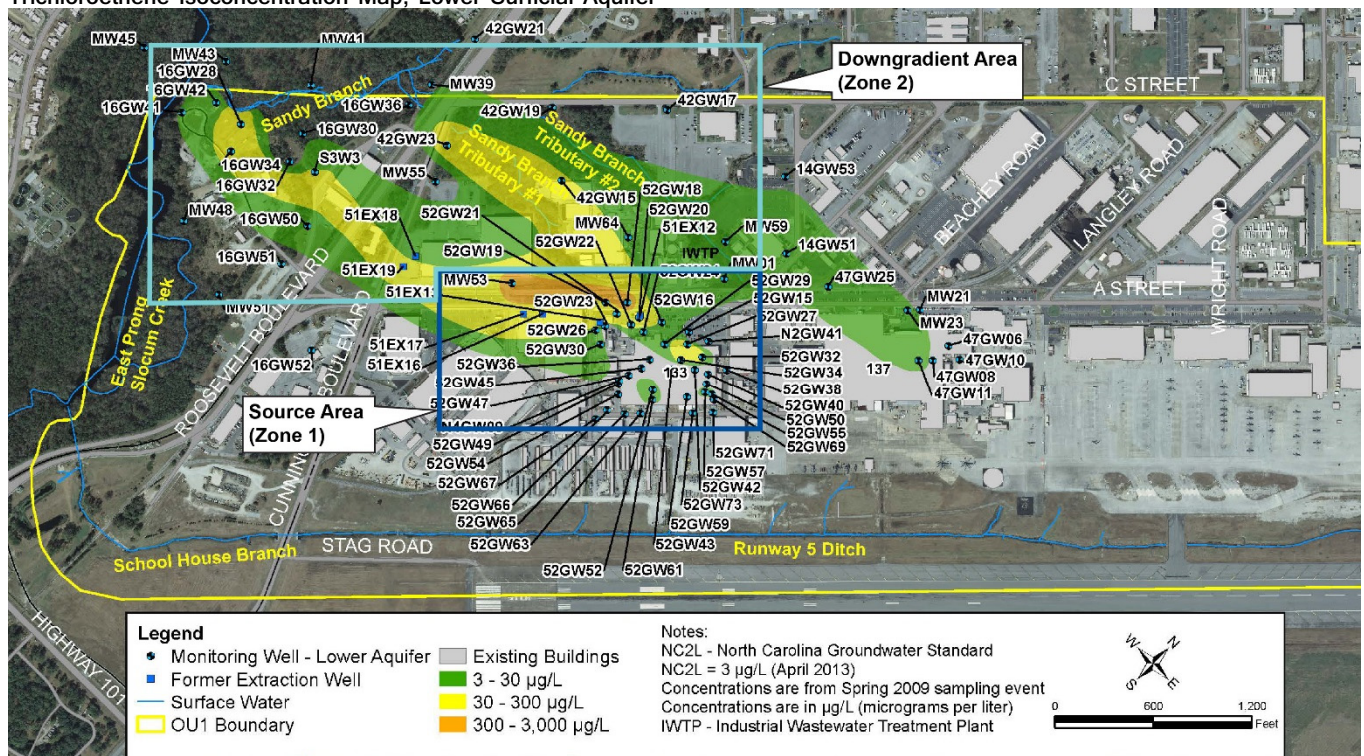 Trichloroethene Isoconcentration Map, Lower Surficial Aquifer
MW45
MW43
MW41
42GW21
16GW28
16GW42
16GW41
Sandy Branch
MW39
16GW36
42GW19
42GW17
Downgradient Area
(Zone 2)
C STREET
16GW30
42GW23
S3W3
16GW34
16GW32
MW55
Sandy Branch
Tributary #1
Sandy Branch
Tributary #2
14GW53
MW48
16GW50
51EX18
52GW21
42GW15
52GW18
52GW20
51EX12
MW64
MW59
IWTP
14GW51
16GW51
52GW19
52GW22
51EX19
MW53
MW01
52GW29
47GW25
BEACHEY ROAD
LANGLEY ROAD
WRIGHT ROAD
A STREET
MW51
52GW23
52GW16
52GW15
MW21
MW23
52GW26
52GW27
N2GW41
East Prong
Slocum Creek
ROOSEVELT BOULEVARD
51EX17
51EX16
52GW30
16GW52
52GW36
52GW45
52GW47
133
52GW32
52GW34
52GW38
52GW40
52GW50
52GW55
52GW69
137
47GW06
47GW10
47GW08
47GW11
Source Area
(Zone 1)
52GW49
52GW54
52GW67
52GW66
52GW65
52GW63
52GW52
52GW61
52GW43
52GW59
52GW73
52GW42
52GW57
52GW71
School House Branch
STAG ROAD
Runway 5 Ditch
HIGHWAY 101
Legend
Monitoring Well - Lower Aquifer
Former Extraction Well
Surface Water
OU1 Boundary
Existing Buildings
3 - 30 µg/L
30 - 300 µg/L
300 - 3,000 µg/L
Notes:
NC2L - North Carolina Groundwater Standard
NC2L = 3 µg/L (April 2013)
Concentrations are from Spring 2009 sampling event
Concentrations are in µg/L (micrograms per liter)
IWTP - Industrial Wastewater Treatment Plant
W N
S E
0 600 1,200
Feet